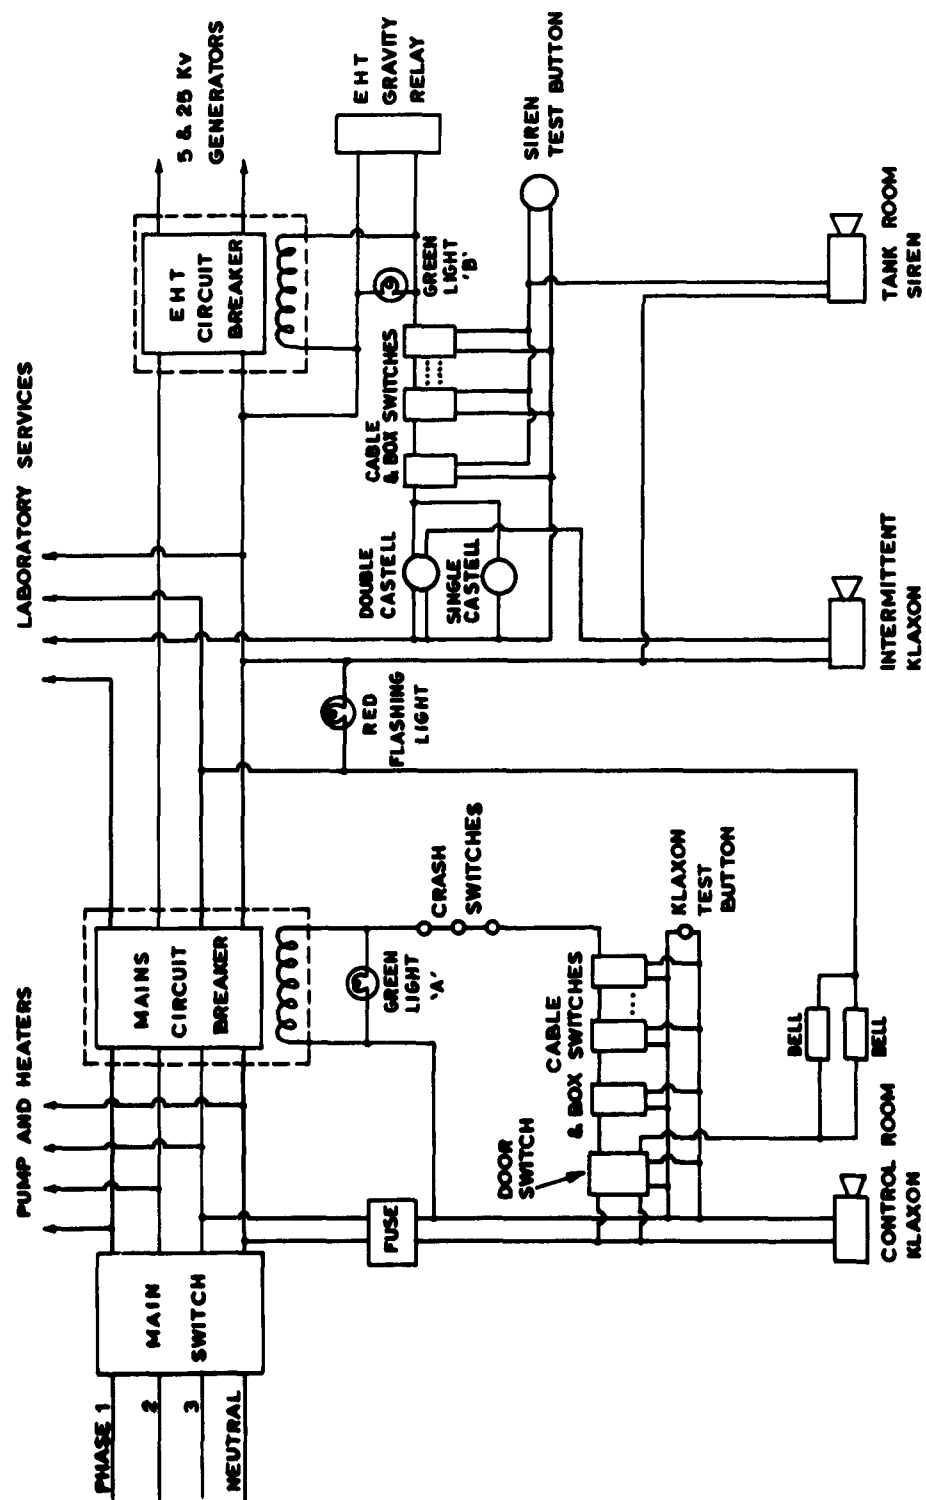 PHASE 1
2
3
NEUTRAL
MAIN
SWITCH
PUMP AND HEATERS
MAINS
CIRCUIT
BREAKER
LABORATORY SERVICES
EHT
CIRCUIT
BREAKER
5 & 25 Kv
GENERATORS
FUSE
GREEN
LIGHT
'A'
CRASH
SWITCHES
RED
FLASHING
LIGHT
DOUBLE
CASTELL
SINGLE
CASTELL
CABLE
& BOX SWITCHES
GREEN
LIGHT
'B'
EHT
GRAVITY
RELAY
SIREN
TEST BUTTON
DOOR
SWITCH
CABLE
& BOX SWITCHES
KLAXON
TEST
BUTTON
BELL
BELL
CONTROL ROOM
KLAXON
INTERMITTENT
KLAXON
TANK ROOM
SIREN